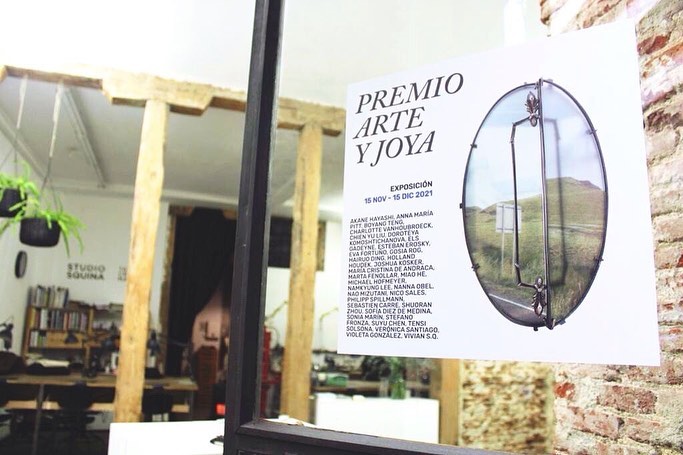 PREMIO
ARTE
Y JOYA
EXPOSICIÓN
15 NOV - 15 DIC 2021
AKANE HAYASHI, ANNA MARÍA
PITT, BOYANG TENG,
CHARLOTTE VANHOUBROECK,
CHIEN YU LIU, DOROTEYA
KOMOSHTICHANOVA, ELS
GADEYNE, ESTEBAN EROSKY,
EVA FORTUÑO, GOSIA ROG,
HAIRUO DING, HOLLAND
HOUDEK, JOSHUA KOSKER,
MARÍA CRISTINA DE ANDRACA,
MARTA FENOLLAR, MIAO HE,
MICHAEL HOFMEYER,
NAMKYUNG LEE, NANNA OBEL,
NAO MIZUTANI, NICO SALES,
PHILIPP SPILLMANN,
SEBASTIEN CARRE, SHUORAN
ZHOU, SOFÍA DIEZ DE MEDINA,
SONIA MARÍN, STEFANO
FRONZA, SUYU CHEN, TENSI
SOLSONA, VERÓNICA SANTIAGO,
VIOLETA GONZÁLEZ, VIVIAN S.Q.
STUDIO
SQUINA